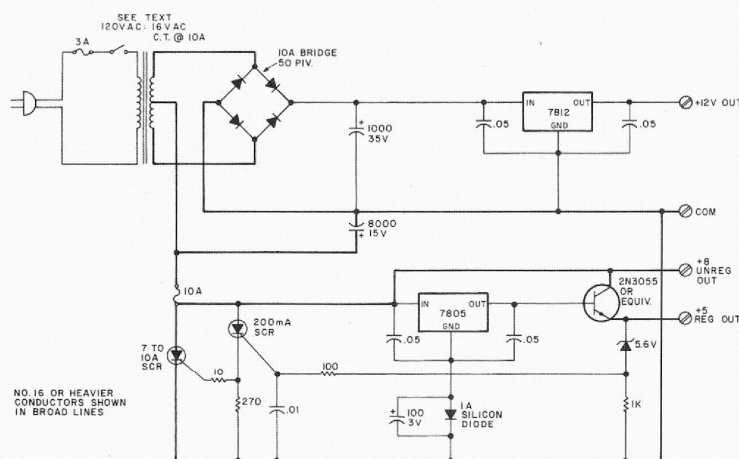 SEE TEXT
120VAC: 16VAC
C.T. @ 10A
3A
10A BRIDGE
50 PIV.
+
1000
35V
.05
IN
OUT
7812
GND
.05
+12V OUT
COM
8000
+ 15V
+8
UNREG
OUT
10A
2N3055
OR
EQUIV.
+5
REG OUT
200mA
SCR
IN
OUT
7805
GND
.05
.05
5.6V
7 TO
10A
SCR
10
100
270
.01
+
100
3V
1A
SILICON
DIODE
1K
NO.16 OR HEAVIER
CONDUCTORS SHOWN
IN BROAD LINES